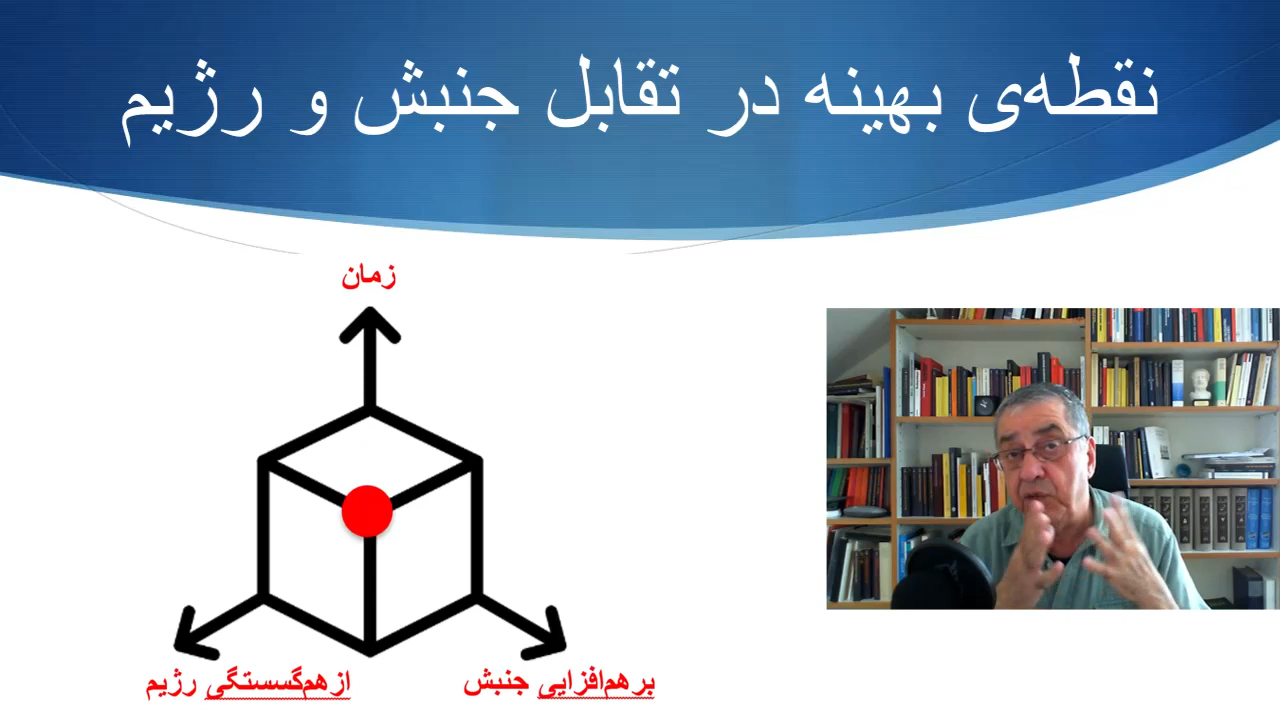 نقطه‌ی بهینه در تقابل جنبش و رژیم
زمان
برهم‌افزایی جنبش
ازهم‌گسستگی رژیم